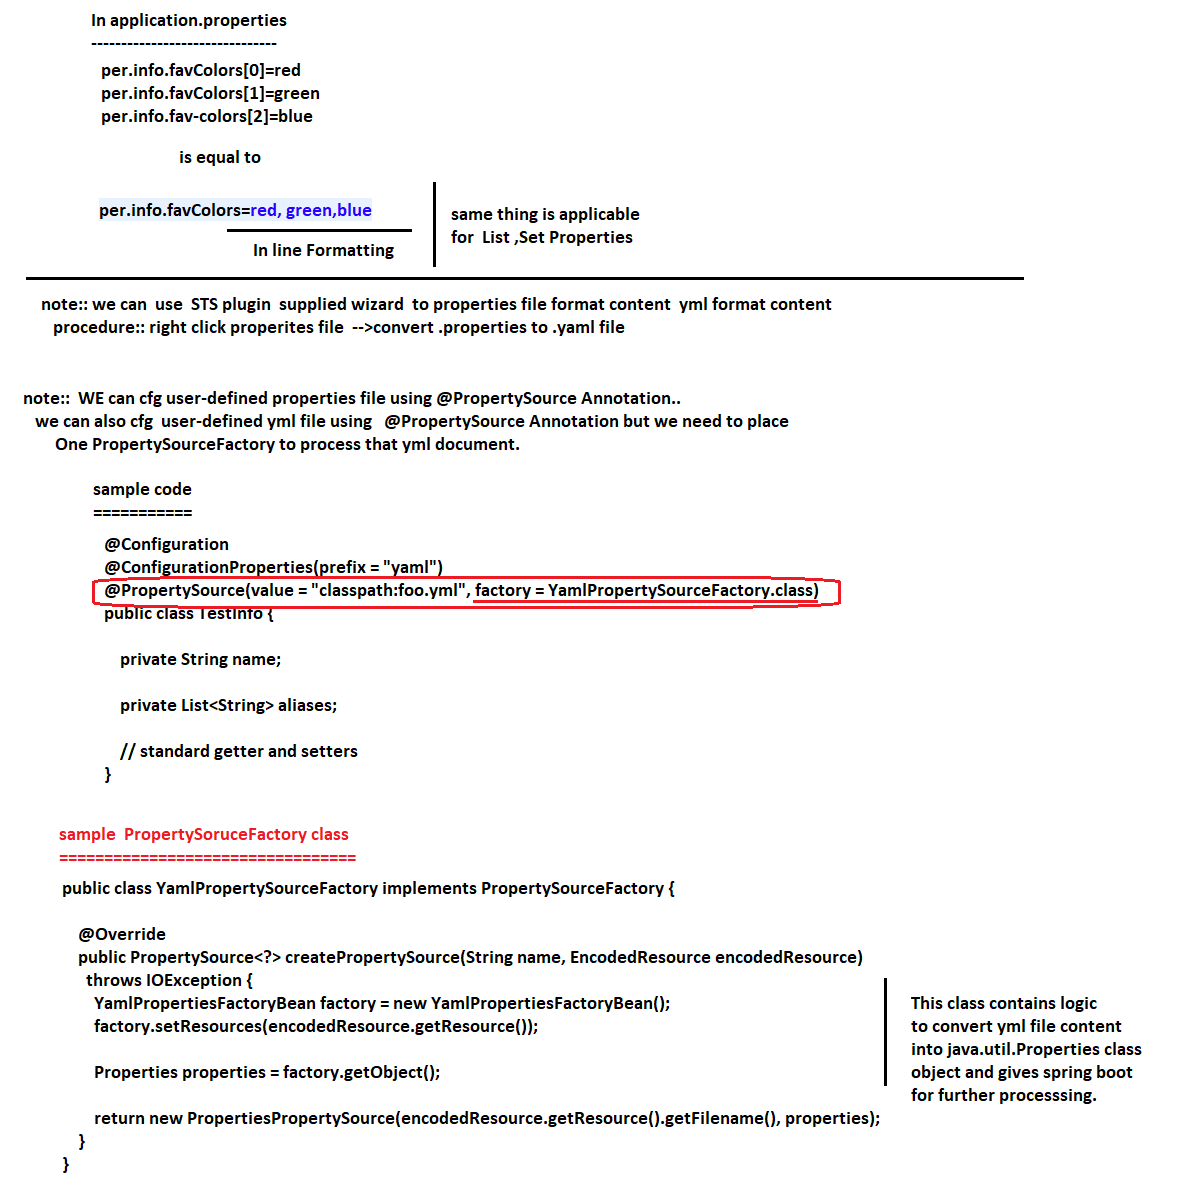 In application.properties
-------------------------------
per.info.favColors[0]=red
per.info.favColors[1]=green
per.info.fav-colors[2]=blue
is equal to
per.info.favColors=red, green,blue
In line Formatting
same thing is applicable
for List ,Set Properties
note:: we can use STS plugin supplied wizard to properties file format content yml format content
procedure:: right click properites file -->convert .properties to .yaml file
note:: WE can cfg user-defined properties file using @PropertySource Annotation..
we can also cfg user-defined yml file using @PropertySource Annotation but we need to place
One PropertySourceFactory to process that yml document.
sample code
===========
@Configuration
@ConfigurationProperties(prefix = "yaml")
@PropertySource(value = "classpath:foo.yml", factory = YamlPropertySourceFactory.class)
public class TestInfo {
private String name;
private List<String> aliases;
// standard getter and setters
}
sample PropertySoruceFactory class
=================================
public class YamlPropertySourceFactory implements PropertySourceFactory {
@Override
public PropertySource<?> createPropertySource(String name, EncodedResource encodedResource)
throws IOException {
YamlPropertiesFactoryBean factory = new YamlPropertiesFactoryBean();
factory.setResources(encodedResource.getResource());
Properties properties = factory.getObject();
return new PropertiesPropertySource(encodedResource.getResource().getFilename(), properties);
}
}
This class contains logic
to convert yml file content
into java.util.Properties class
object and gives spring boot
for further processsing.